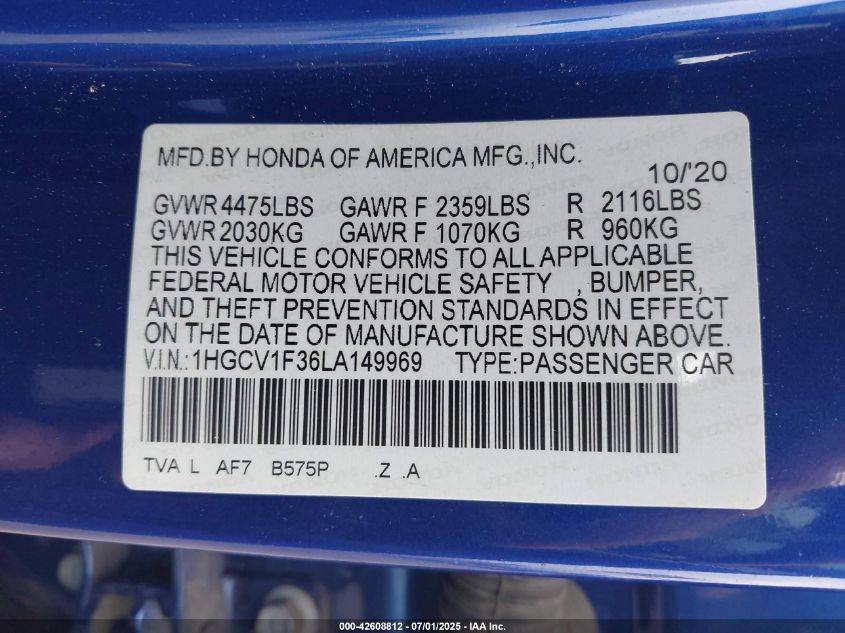 MFD.BY HONDA OF AMERICA MFG.,INC.
10/'20
GVWR 4475LBS GAWR F 2359LBS R 2116LBS
GVWR 2030KG GAWR F 1070KG R 960KG
THIS VEHICLE CONFORMS TO ALL APPLICABLE
FEDERAL MOTOR VEHICLE SAFETY , BUMPER,
AND THEFT PREVENTION STANDARDS IN EFFECT
ON THE DATE OF MANUFACTURE SHOWN ABOVE.
V.I.N.:1HGCV1F36LA149969 TYPE:PASSENGER CAR
TVA L AF7 B575P .Z .A
000-42608812 - 07/01/2025 - IAA Inc.